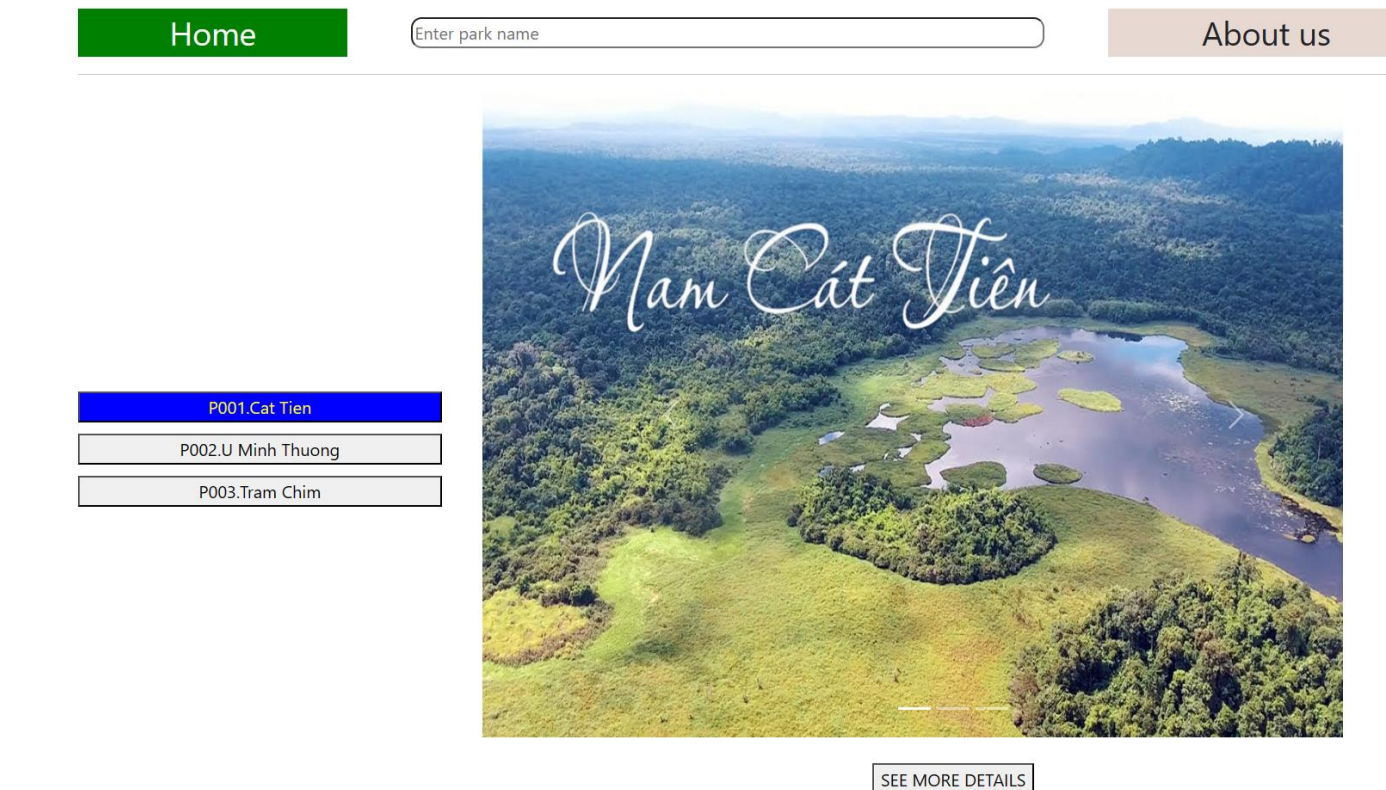 Home
Enter park name
About us
Nam Cát Tiên
P001.Cat Tien
P002.U Minh Thuong
P003.Tram Chim
SEE MORE DETAILS